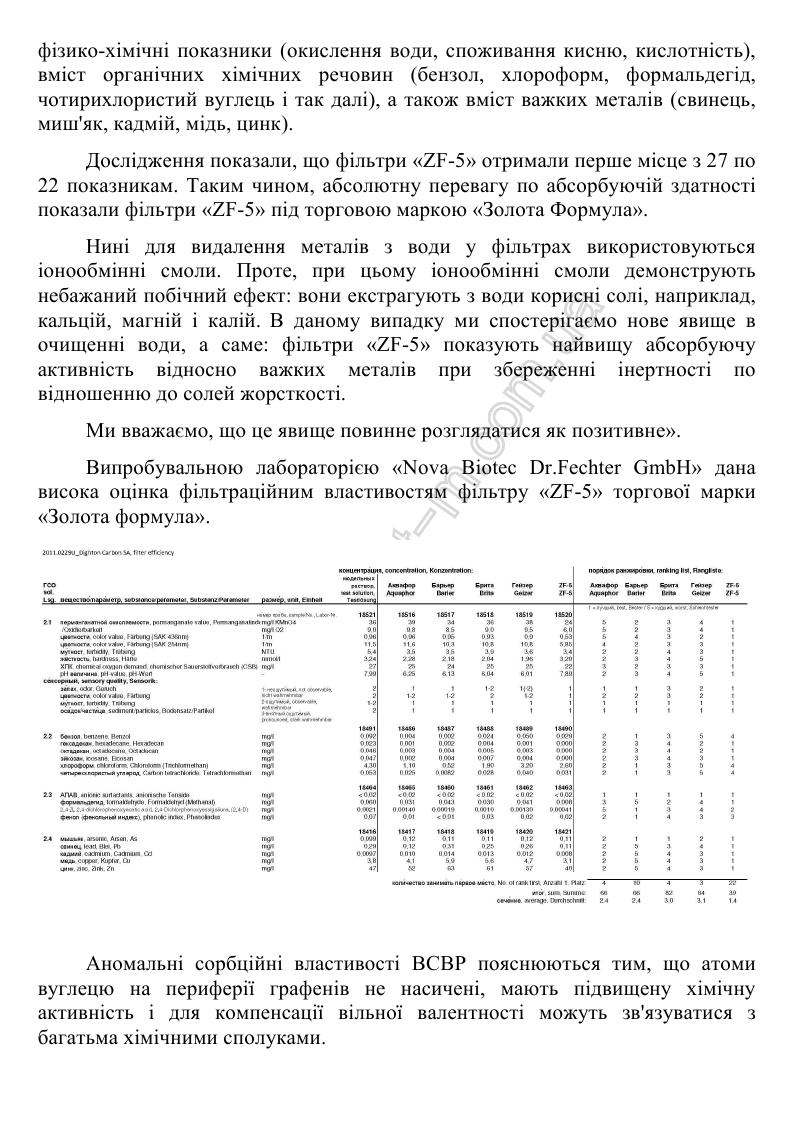 фізико-хімічні показники (окислення води, споживання кисню, кислотність),
вміст органічних хімічних речовин (бензол, хлороформ, формальдегід,
чотирихлористий вуглець і так далі), а також вміст важких металів (свинець,
миш'як, кадмій, мідь, цинк).
Дослідження показали, що фільтри «ZF-5» отримали перше місце з 27 по
22 показникам. Таким чином, абсолютну перевагу по абсорбуючій здатності
показали фільтри «ZF-5» під торговою маркою «Золота Формула».
Нині для видалення металів з води у фільтрах використовуються
іонообмінні смоли. Проте, при цьому іонообмінні смоли демонструють
небажаний побічний ефект: вони екстрагують з води корисні солі, наприклад,
кальцій, магній і калій. В даному випадку ми спостерігаємо нове явище в
очищенні води, а саме: фільтри «ZF-5» показують найвищу абсорбуючу
активність відносно важких металів при збереженні інертності по
відношенню до солей жорсткості.
Ми вважаємо, що це явище повинне розглядатися як позитивне».
Випробувальною лабораторією «Nova Biotec Dr.Fechter GmbH» дана
висока оцінка фільтраційним властивостям фільтру «ZF-5» торгової марки
«Золота формула».
2011.0229U_Dighton Carbon SA, filter efficiency
концентрация, concentration, Konzentration: порядок ранжировки, ranking list, Rangliste:
модельных
раствор,
ГСО Аквафор Барьер Брита Гейзер ZF-5 Аквафор Барьер Брита Гейзер ZF-5
sol. test solution,
Lsg. вещество/параметр, substance/parameter, Substanz/Parameter размер, unit, Einheit Testlösung Aquaphor Barier Brita Geizer ZF-5 Aquaphor Barier Brita Geizer ZF-5
номер проба, sample No., Labor-Nr. 18521 18516 18517 18518 18519 18520
2.1 перманганатной окисляемости, permanganate value, Permanganatindex mg/l KMnO4 36 39 34 36 38 24 5 2 3 4 1
/Oxidierbarkeit mg/l O2 9,0 9,8 8,5 9,0 9,5 6,0 5 2 3 4 1
цветности, color value, Färbung (SAK 436nm) 1/m 0,96 0,96 0,95 0,93 0,9 0,53 5 4 3 2 1
цветности, color value, Färbung (SAK 254nm) 1/m 11,5 11,6 10,3 10,8 10,8 5,85 4 2 3 3 1
мутност, turbidity, Trübung NTU 5,4 3,5 3,5 3,9 3,6 3,4 2 2 4 3 1
жёсткость, hardness, Härte mmol/l 3,24 2,28 2,18 2,04 1,96 3,20 2 3 4 5 1
ХПК, chemical oxygen demand, chemischer Sauerstoffverbrauch (CSB) mg/l 27 25 24 25 25 22 2 3 3 1
pH величина, pH-value, pH-Wert - 7,99 6,25 6,13 6,04 6,01 7,89 2 3 4 5 1
сенсорный, sensory quality, Sensorik:
запах, odor, Geruch 1- неощутимый, not observable, 2 1 1 1-2 1(-2) 1 1 1 3 2 1
цветности, color value, Färbung nicht wahrnehmbar 2 1-2 1-2 2 1-2 1 2 2 3 2 1
мутност, turbidity, Trübung 1-2 1 1 1 1 1 1 1 1 1 1
осадок/частица, sediment/particles, Bodensatz/Partikel 2 1 1 1 1 1 1 1 1 1 1
pronounced, stark wahrnehmbar
18491 18486 18487 18488 18489 18490
2.2 бензол, benzene, Benzol mg/l 0,092 0,004 0,002 0,024 0,050 0,029 2 1 3 5 4
гексадекан, hexadecane, Hexadecan mg/l 0,023 0,001 0,002 0,004 0,001 0,000 2 3 4 2 1
октадекан, octadecane, Octadecan mg/l 0,046 0,003 0,004 0,005 0,003 0,000 2 3 4 2 1
эйкозан, icosane, Eicosan mg/l 0,047 0,002 0,004 0,007 0,004 0,000 2 3 4 3 1
хлороформ, chloroform, Chloroform (Trichlormethan) mg/l 4,30 1,10 0,52 1,90 3,20 2,60 2 1 3 5 4
четыреххлористый углерод, Carbon tetrachloride, Tetrachlormethan mg/l 0,053 0,025 0,0082 0,028 0,040 0,031 2 1 3 5 4
18464 18465 18460 18461 18462 18463
2.3 АПАВ, anionic surfactants, anionische Tenside mg/l < 0,02 < 0,02 < 0,02 < 0,02 < 0,02 < 0,02 1 1 1 1 1
формальдегид, formaldehyde, Formaldehyd (Methanal) mg/l 0,060 0,031 0,043 0,030 0,041 0,008 3 5 2 4 1
2,4-Д, 2,4-dichlorophenoxyacetic acid, 2,4-Dichlorphenoxyessigsäure, (2,4-D) mg/l 0,0021 0,00140 0,00019 0,0010 0,00130 0,00041 5 1 3 4 2
фенол (фенольный индекс), phenolic index, Phenolindex mg/l 0,07 0,01 < 0,01 0,03 0,02 0,02 2 1 4 3 3
18416 18417 18418 18419 18420 18421
2.4 мышьяк, arsenic, Arsen, As mg/l 0,099 0,12 0,11 0,11 0,12 0,11 2 1 1 2 1
свинец, lead, Blei, Pb mg/l 0,29 0,12 0,31 0,25 0,26 0,11 2 5 3 4 1
кадмий, cadmium, Cadmium, Cd mg/l 0,0097 0,010 0,014 0,013 0,012 0,008 2 5 4 3 1
медь, copper, Kupfer, Cu mg/l 3,8 4,1 5,9 5,6 4,7 3,1 2 5 4 3 1
цинк, zinc, Zink, Zn mg/l 47 52 63 61 57 40 2 5 4 3 1
количество занимать первое место, No. of rank first, Anzahl 1. Platz: 4 10 4 3 22
итог, sum, Summe: 66 66 82 84 39
сечение, average, Durchschnitt: 2,4 2,4 3,0 3,1 1,4
Аномальні сорбційні властивості ВСВР пояснюються тим, що атоми
вуглецю на периферії графенів не насичені, мають підвищену хімічну
активність і для компенсації вільної валентності можуть зв'язуватися з
багатьма хімічними сполуками.